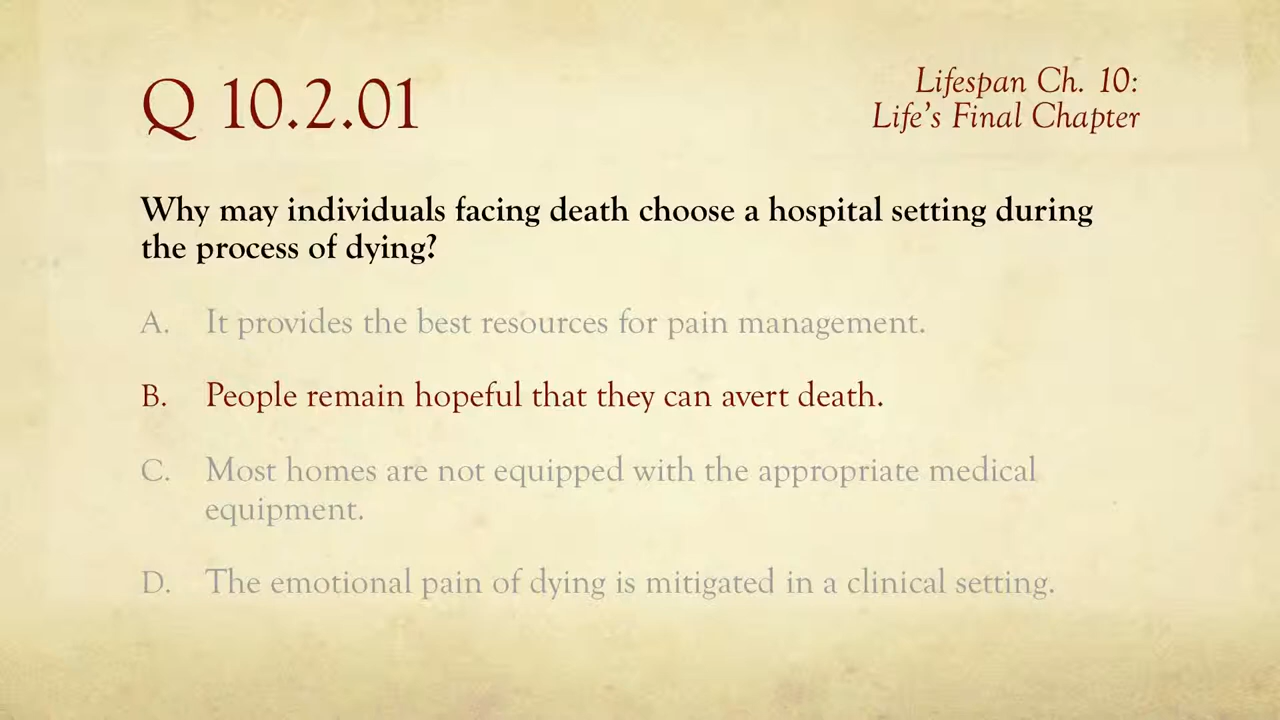 Q 10.2.01
Lifespan Ch. 10:
Life's Final Chapter
Why may individuals facing death choose a hospital setting during
the process of dying?
A. It provides the best resources for pain management.
B. People remain hopeful that they can avert death.
C. Most homes are not equipped with the appropriate medical
equipment.
D. The emotional pain of dying is mitigated in a clinical setting.